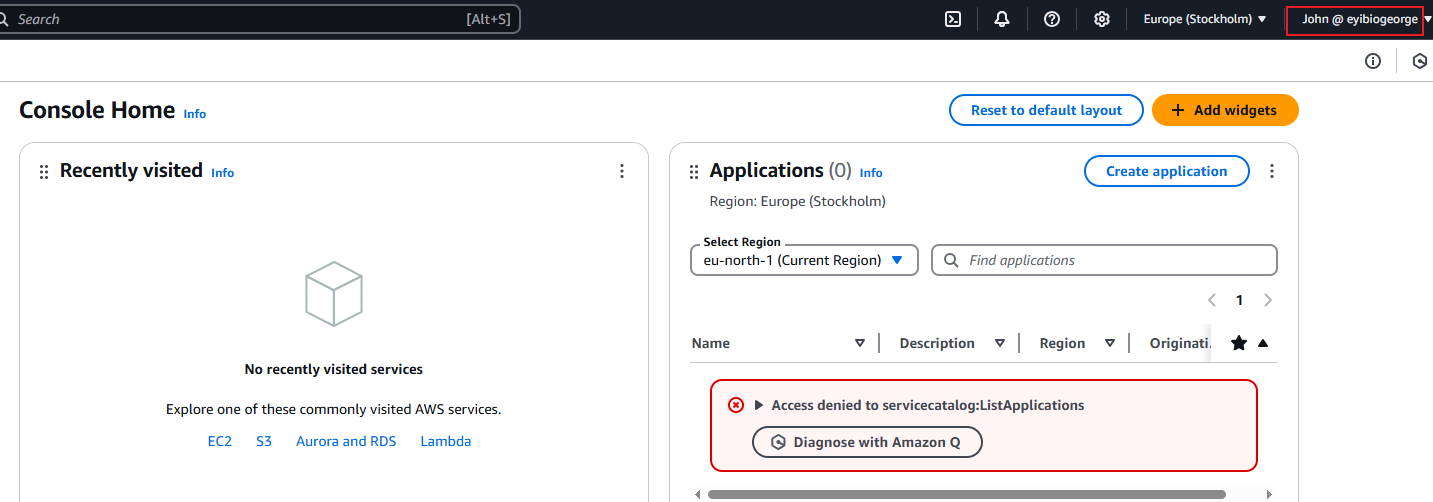 Search [Alt+S] Europe (Stockholm) John @ eyibiogeorge
Console Home Info Reset to default layout Add widgets
Recently visited Info
No recently visited services
Explore one of these commonly visited AWS services.
EC2 S3 Aurora and RDS Lambda
Applications (0) Info Create application
Region: Europe (Stockholm)
Select Region
eu-north-1 (Current Region) Find applications
1
Name Description Region Originati
Access denied to servicecatalog:ListApplications
Diagnose with Amazon Q